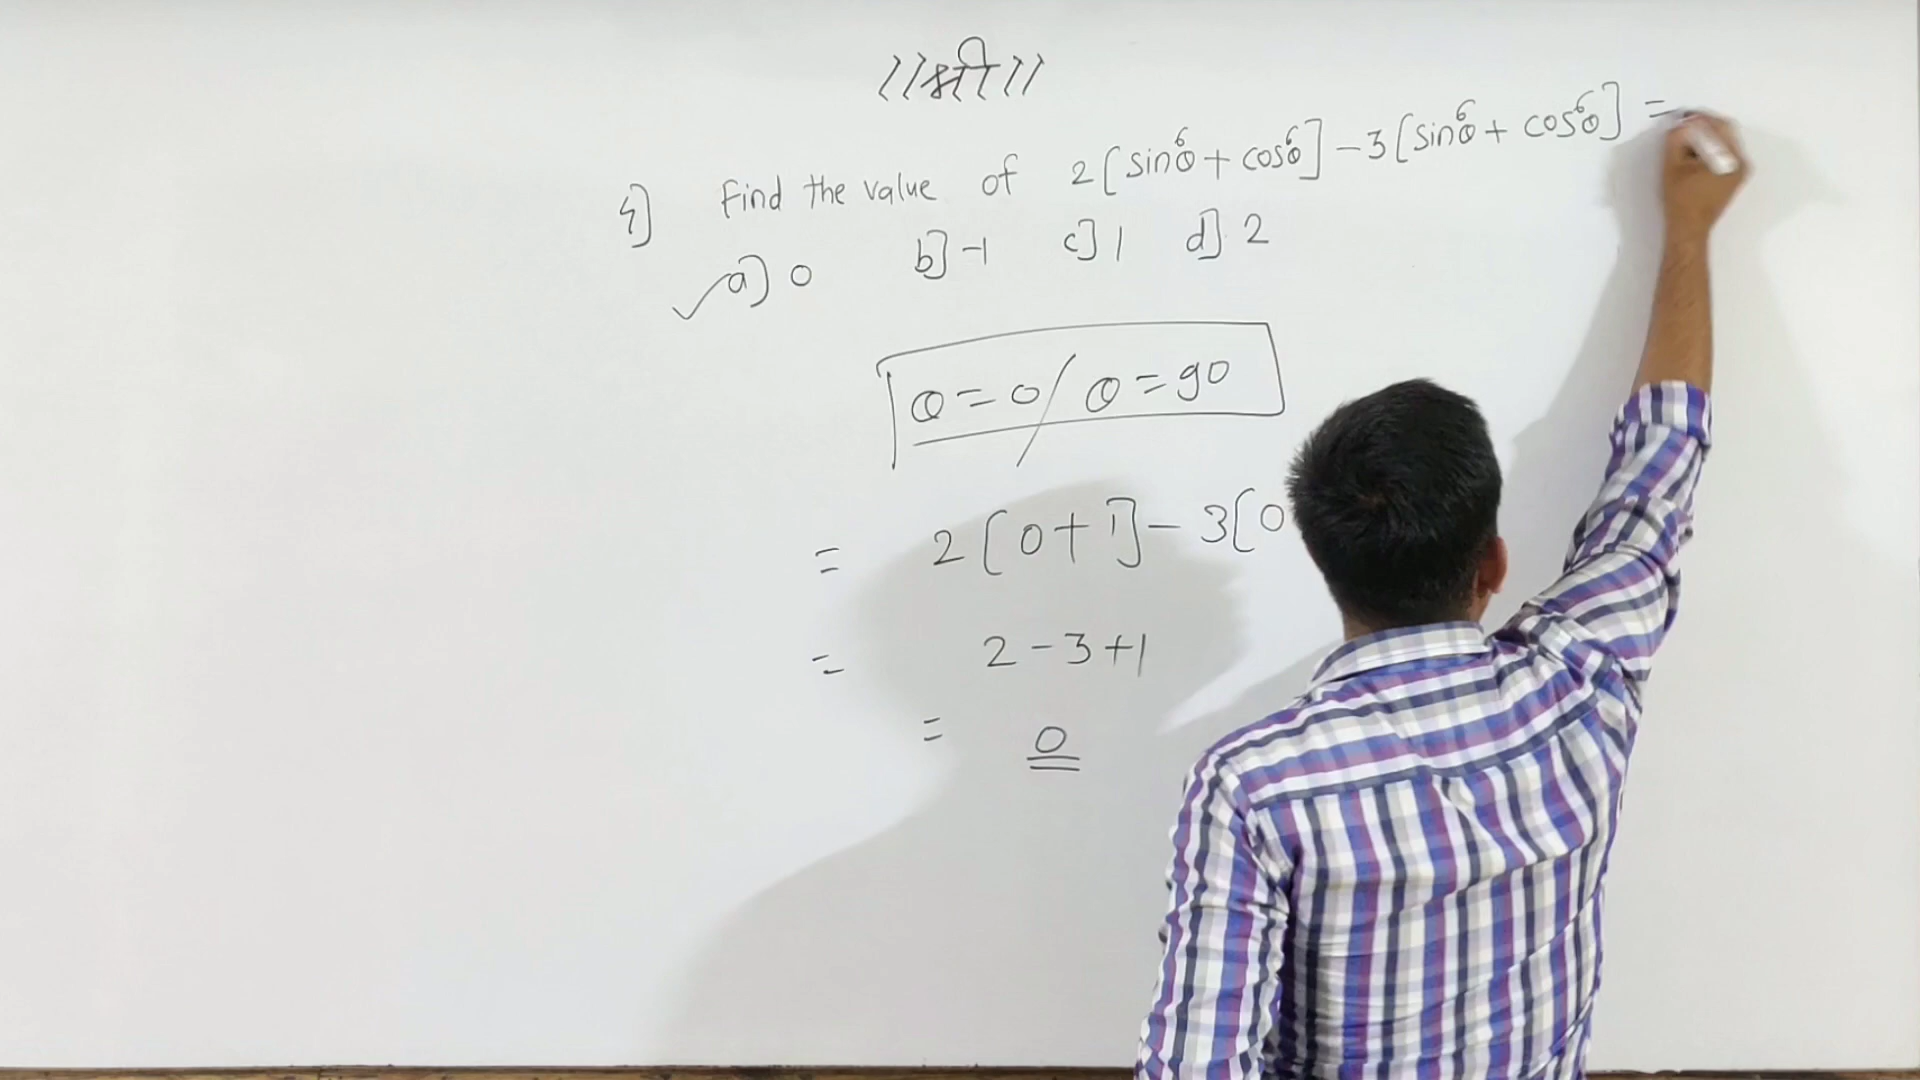 ॥श्री॥
4] Find the value of 2[sin⁶θ + cos⁶θ] - 3[sin⁶θ + cos⁶θ] =
✓a] 0 b] -1 c] 1 d] 2
θ = 0 / θ = 90
= 2[0+1] - 3[0
= 2 - 3 + 1
= 0